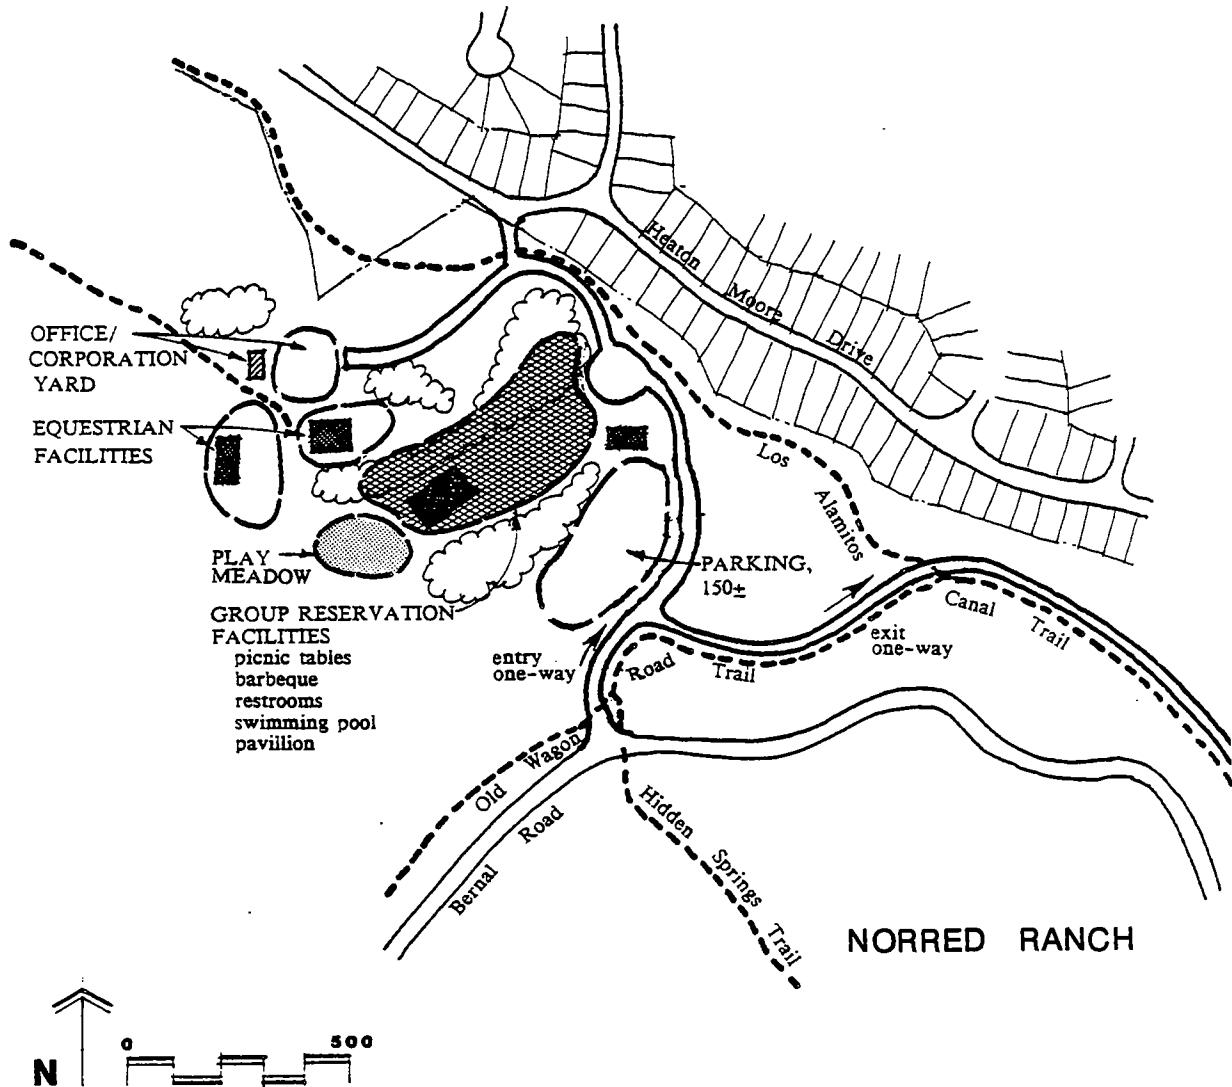 Heaton Moore Drive
OFFICE/
CORPORATION
YARD
EQUESTRIAN
FACILITIES
Los Alamitos Canal Trail
PLAY
MEADOW
PARKING,
150±
GROUP RESERVATION
FACILITIES
picnic tables
barbeque
restrooms
swimming pool
pavillion
entry
one-way
exit
one-way
Old Wagon Road Trail
Bernal Road
Hidden Springs Trail
NORRED RANCH
N
0 500